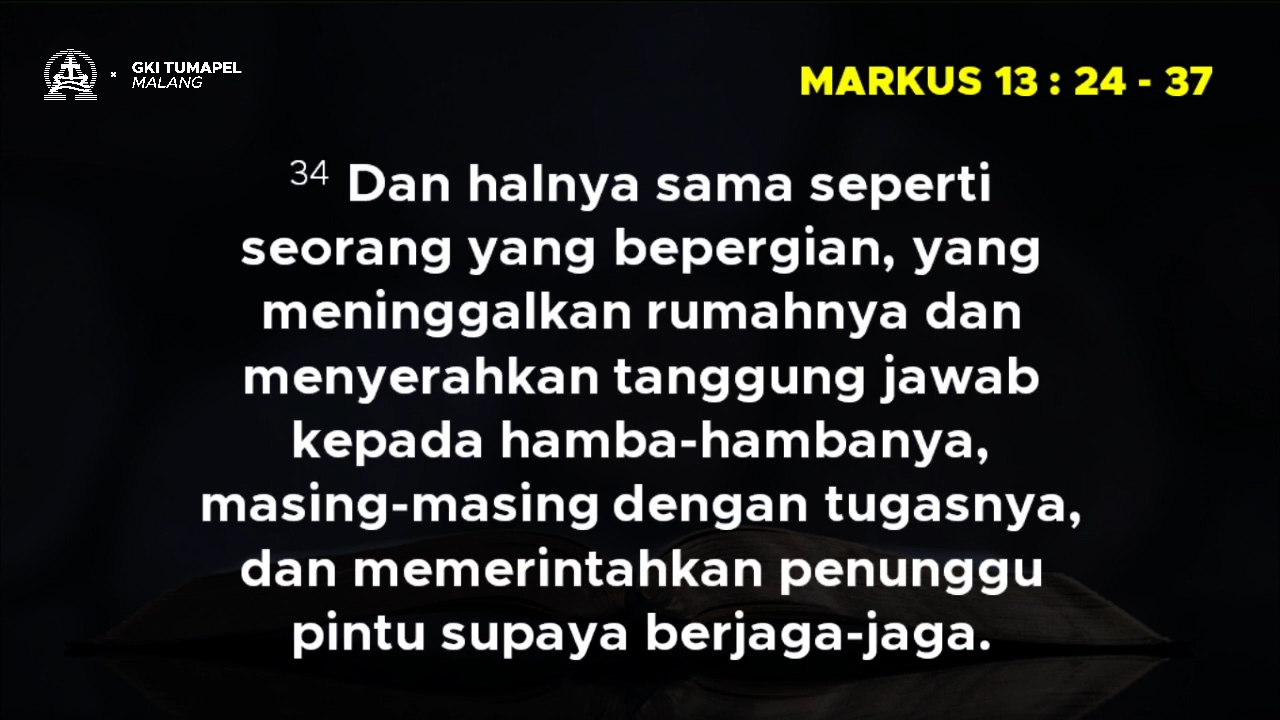 GKI TUMAPEL
MALANG
MARKUS 13 : 24 - 37
34 Dan halnya sama seperti
seorang yang bepergian, yang
meninggalkan rumahnya dan
menyerahkan tanggung jawab
kepada hamba-hambanya,
masing-masing dengan tugasnya,
dan memerintahkan penunggu
pintu supaya berjaga-jaga.